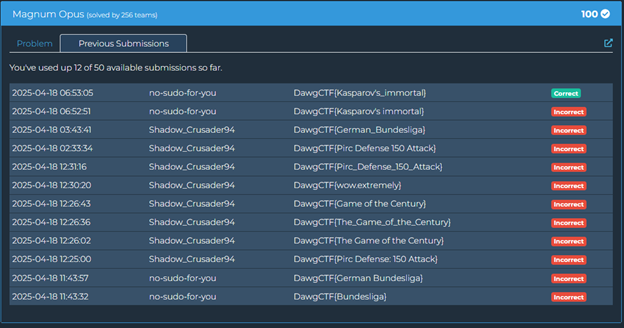 Magnum Opus (solved by 256 teams) 100
Problem Previous Submissions
You've used up 12 of 50 available submissions so far.
2025-04-18 06:53:05 no-sudo-for-you DawgCTF{Kasparov's_immortal} Correct
2025-04-18 06:52:51 no-sudo-for-you DawgCTF{Kasparov's immortal} Incorrect
2025-04-18 03:43:41 Shadow_Crusader94 DawgCTF{German_Bundesliga} Incorrect
2025-04-18 02:33:34 Shadow_Crusader94 DawgCTF{Pirc Defense 150 Attack} Incorrect
2025-04-18 12:31:16 Shadow_Crusader94 DawgCTF{Pirc_Defense_150_Attack} Incorrect
2025-04-18 12:30:20 Shadow_Crusader94 DawgCTF{wow.extremely} Incorrect
2025-04-18 12:26:43 Shadow_Crusader94 DawgCTF{Game of the Century} Incorrect
2025-04-18 12:26:36 Shadow_Crusader94 DawgCTF{The_Game_of_the_Century} Incorrect
2025-04-18 12:26:02 Shadow_Crusader94 DawgCTF{The Game of the Century} Incorrect
2025-04-18 12:25:00 Shadow_Crusader94 DawgCTF{Pirc Defense: 150 Attack} Incorrect
2025-04-18 11:43:57 no-sudo-for-you DawgCTF{German Bundesliga} Incorrect
2025-04-18 11:43:32 no-sudo-for-you DawgCTF{Bundesliga} Incorrect